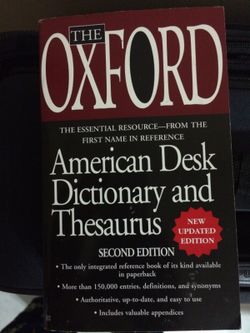 THE
OXFORD
THE ESSENTIAL RESOURCE—FROM THE
FIRST NAME IN REFERENCE
American Desk
Dictionary and
Thesaurus
NEW
UPDATED
EDITION
SECOND EDITION
• The only integrated reference book of its kind available
in paperback
• More than 150,000 entries, definitions, and synonyms
• Authoritative, up-to-date, and easy to use
• Includes valuable appendices